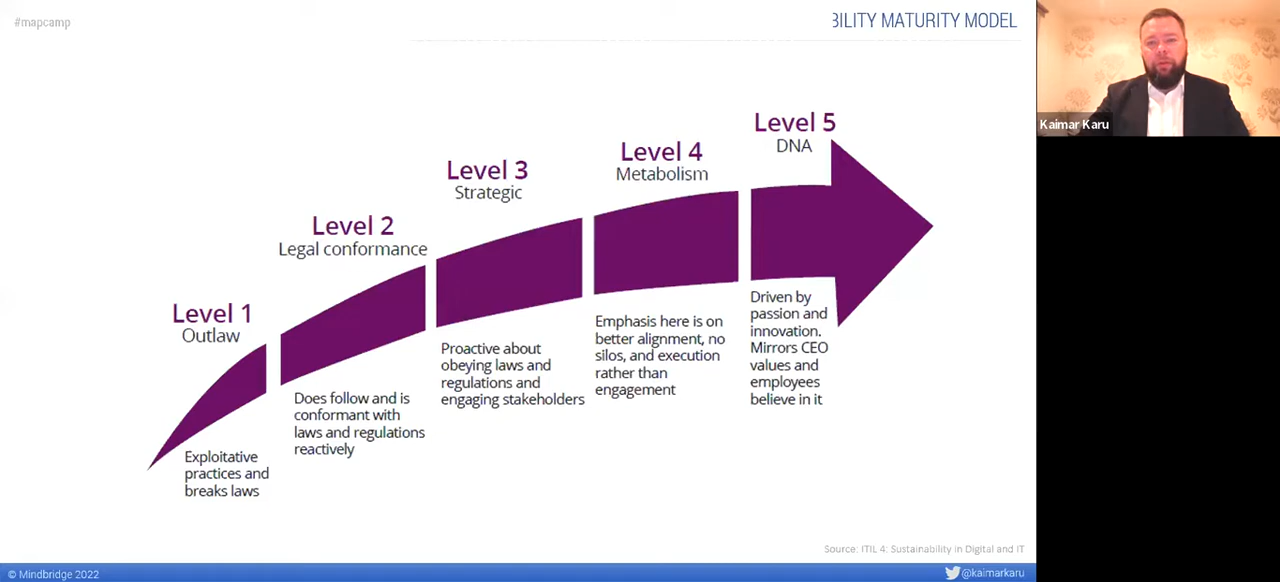 #mapcamp
BILITY MATURITY MODEL
Kaimar Karu
Level 1
Outlaw
Exploitative
practices and
breaks laws
Level 2
Legal conformance
Does follow and is
conformant with
laws and regulations
reactively
Level 3
Strategic
Proactive about
obeying laws and
regulations and
engaging stakeholders
Level 4
Metabolism
Emphasis here is on
better alignment, no
silos, and execution
rather than
engagement
Level 5
DNA
Driven by
passion and
innovation.
Mirrors CEO
values and
employees
believe in it
Source: ITIL 4: Sustainability in Digital and IT
© Mindbridge 2022
@kaimarkaru